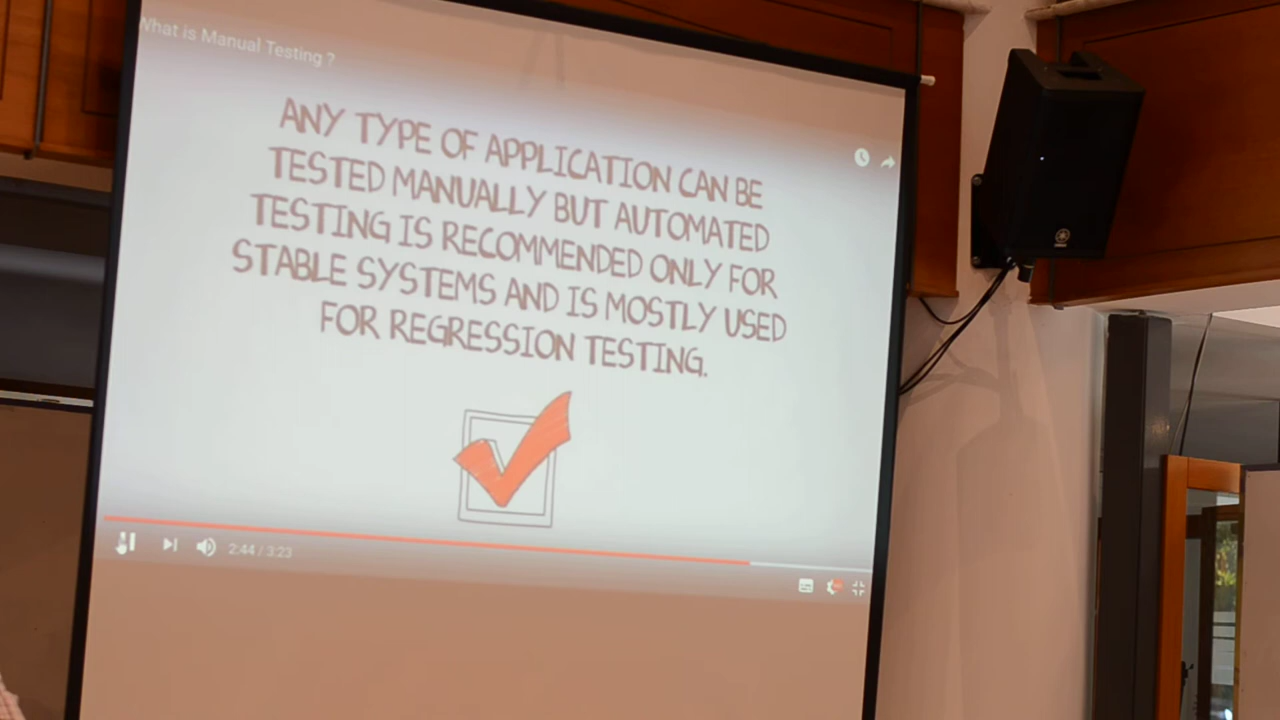 What is Manual Testing ?
ANY TYPE OF APPLICATION CAN BE
TESTED MANUALLY BUT AUTOMATED
TESTING IS RECOMMENDED ONLY FOR
STABLE SYSTEMS AND IS MOSTLY USED
FOR REGRESSION TESTING.
2:44 / 3:23